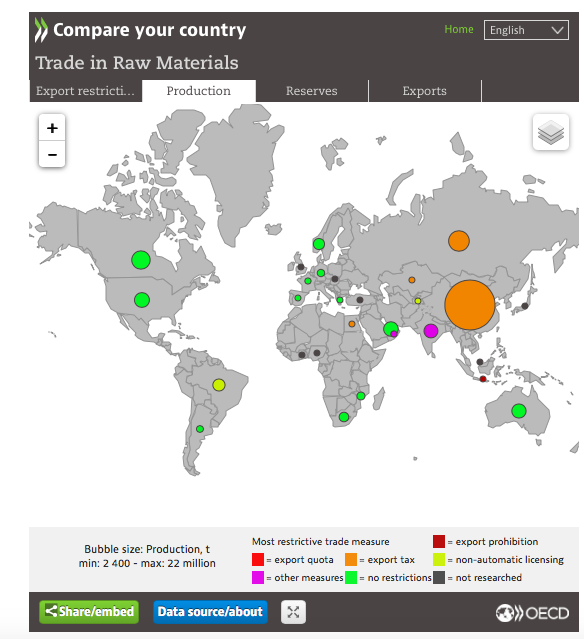 Compare your country
Home
English
Trade in Raw Materials
Export restricti...
Production
Reserves
Exports
+
−
Bubble size: Production, t
min: 2 400 - max: 22 million
Most restrictive trade measure
= export prohibition
= export quota
= export tax
= non-automatic licensing
= other measures
= no restrictions
= not researched
Share/embed
Data source/about
OECD